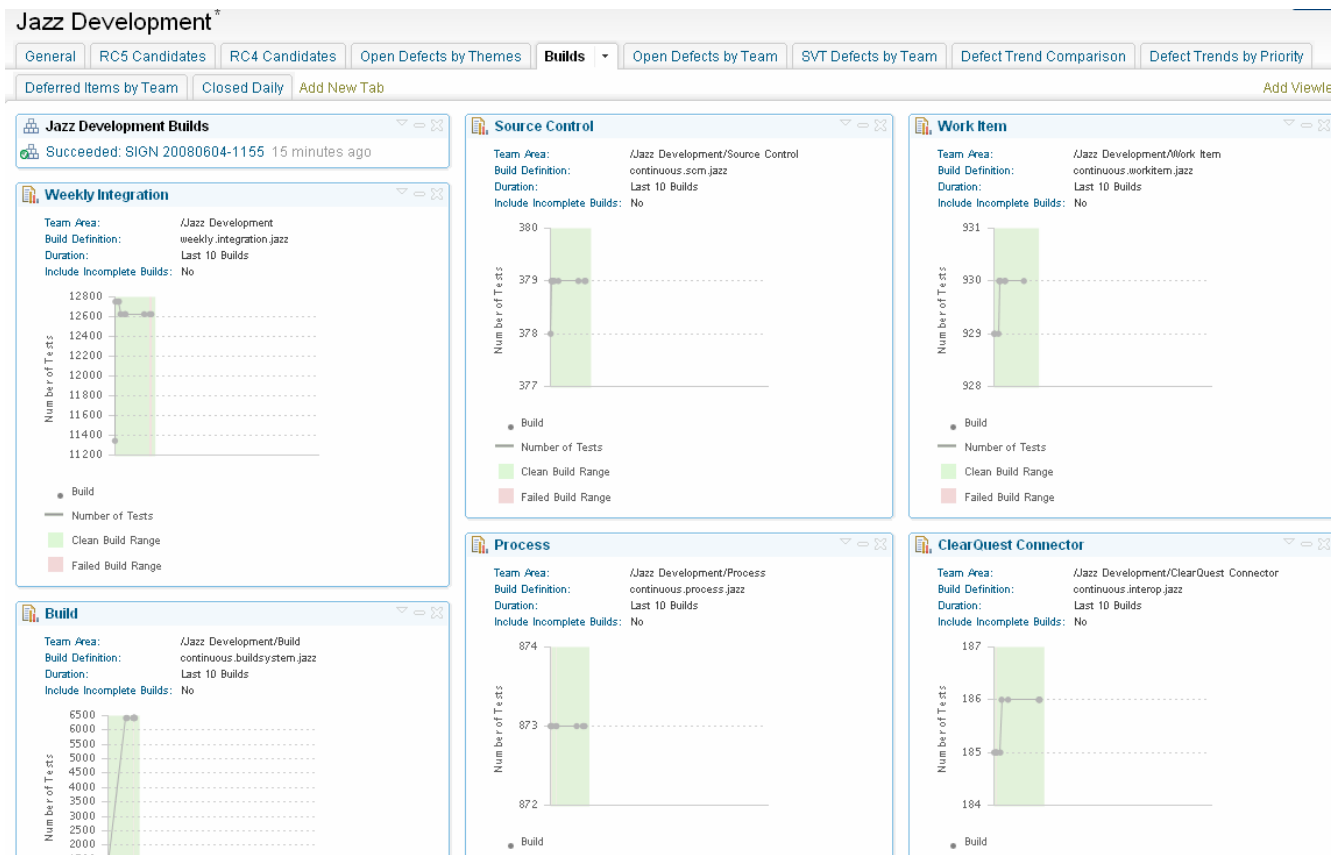 Jazz Development*
General RC5 Candidates RC4 Candidates Open Defects by Themes Builds Open Defects by Team SVT Defects by Team Defect Trend Comparison Defect Trends by Priority
Deferred Items by Team Closed Daily Add New Tab Add Viewle
Jazz Development Builds
Succeeded: SIGN 20080604-1155 15 minutes ago
Weekly Integration
Team Area: /Jazz Development
Build Definition: weekly.integration.jazz
Duration: Last 10 Builds
Include Incomplete Builds: No
12800
12600
12400
12200
12000
11800
11600
11400
11200
Number of Tests
Build
Number of Tests
Clean Build Range
Failed Build Range
Build
Team Area: /Jazz Development/Build
Build Definition: continuous.buildsystem.jazz
Duration: Last 10 Builds
Include Incomplete Builds: No
6500
6000
5500
5000
4500
4000
3500
3000
2500
2000
Number of Tests
Source Control
Team Area: /Jazz Development/Source Control
Build Definition: continuous.scm.jazz
Duration: Last 10 Builds
Include Incomplete Builds: No
380
379
378
377
Number of Tests
Build
Number of Tests
Clean Build Range
Failed Build Range
Process
Team Area: /Jazz Development/Process
Build Definition: continuous.process.jazz
Duration: Last 10 Builds
Include Incomplete Builds: No
874
873
872
Number of Tests
Build
Work Item
Team Area: /Jazz Development/Work Item
Build Definition: continuous.workitem.jazz
Duration: Last 10 Builds
Include Incomplete Builds: No
931
930
929
928
Number of Tests
Build
Number of Tests
Clean Build Range
Failed Build Range
ClearQuest Connector
Team Area: /Jazz Development/ClearQuest Connector
Build Definition: continuous.interop.jazz
Duration: Last 10 Builds
Include Incomplete Builds: No
187
186
185
184
Number of Tests
Build